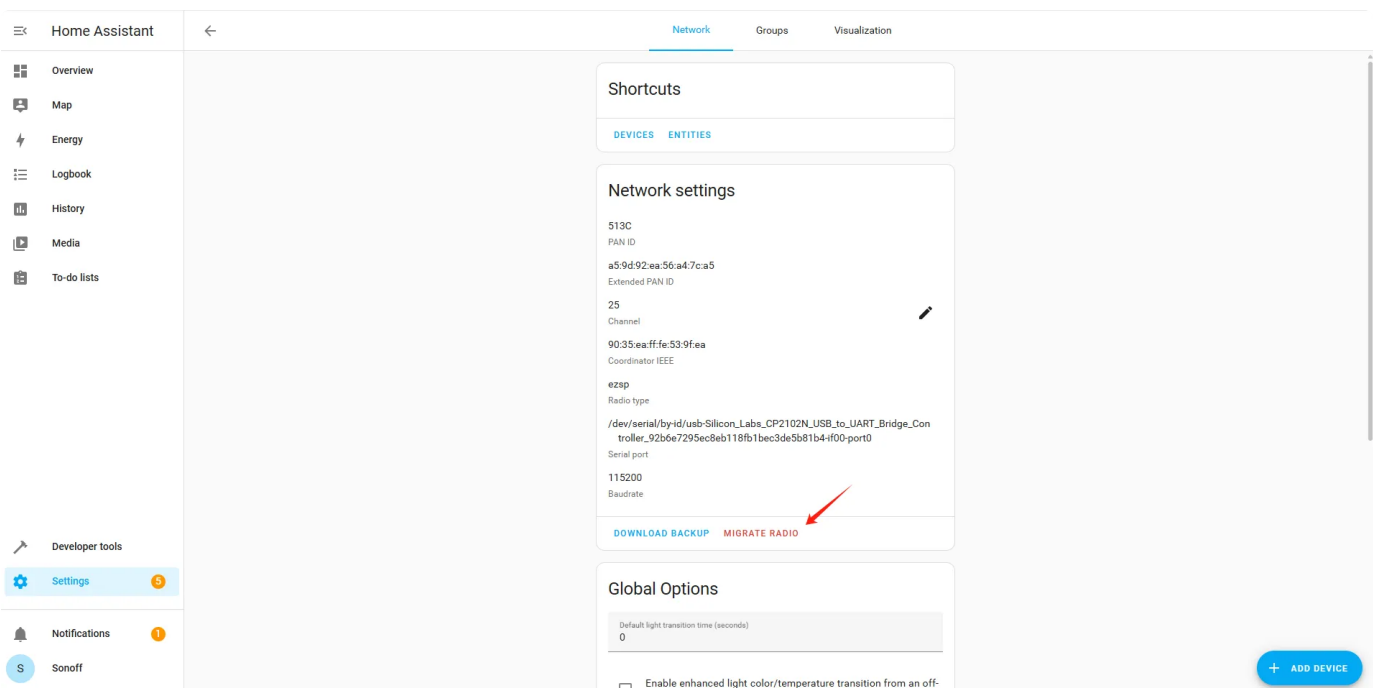 Home Assistant
Network
Groups
Visualization
Overview
Map
Energy
Logbook
History
Media
To-do lists
Developer tools
Settings
5
Notifications
1
S
Sonoff
Shortcuts
DEVICES
ENTITIES
Network settings
513C
PAN ID
a5:9d:92:ea:56:a4:7c:a5
Extended PAN ID
25
Channel
90:35:ea:ff:fe:53:9f:ea
Coordinator IEEE
ezsp
Radio type
/dev/serial/by-id/usb-Silicon_Labs_CP2102N_USB_to_UART_Bridge_Con
troller_92b6e7295ec8eb118fb1bec3de5b81b4-if00-port0
Serial port
115200
Baudrate
DOWNLOAD BACKUP
MIGRATE RADIO
Global Options
Default light transition time (seconds)
0
Enable enhanced light color/temperature transition from an off-
ADD DEVICE